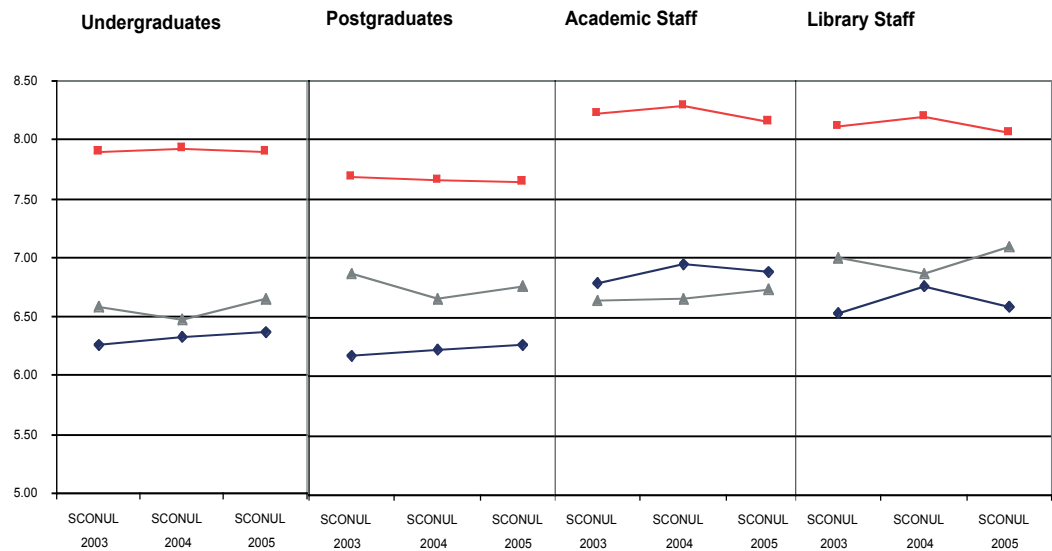 Undergraduates Postgraduates Academic Staff Library Staff
8.50
8.00
7.50
7.00
6.50
6.00
5.50
5.00
SCONUL SCONUL SCONUL SCONUL SCONUL SCONUL SCONUL SCONUL SCONUL SCONUL SCONUL SCONUL
2003 2004 2005 2003 2004 2005 2003 2004 2005 2003 2004 2005